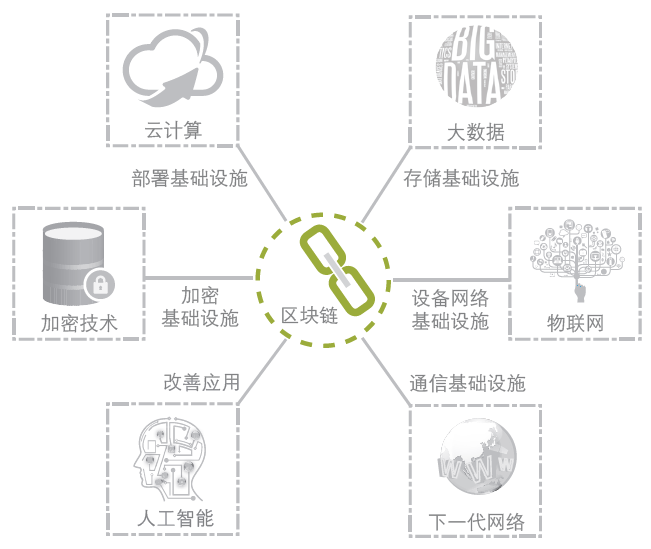 BIG
DATA
云计算
大数据
部署基础设施
存储基础设施
加密技术
加密
基础设施
区块链
设备网络
基础设施
物联网
改善应用
通信基础设施
人工智能
W W W
下一代网络